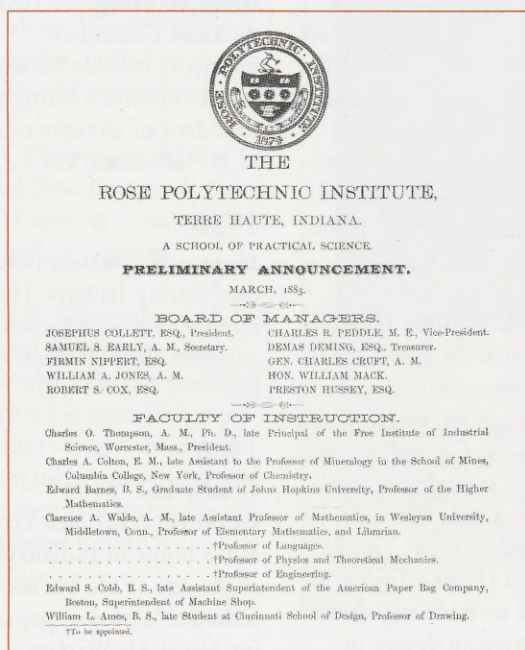 ROSE · POLYTECHNIC · INSTITUTE
1874
THE
ROSE POLYTECHNIC INSTITUTE,
TERRE HAUTE, INDIANA.
A SCHOOL OF PRACTICAL SCIENCE.
PRELIMINARY ANNOUNCEMENT.
MARCH, 1883.
BOARD OF MANAGERS.
JOSEPHUS COLLETT, ESQ., President.
SAMUEL S. EARLY, A. M., Secretary.
FIRMIN NIPPERT, ESQ.
WILLIAM A. JONES, A. M.
ROBERT S. COX, ESQ.
CHARLES R. PEDDLE, M. E., Vice-President.
DEMAS DEMING, ESQ., Treasurer.
GEN. CHARLES CRUFT, A. M.
HON. WILLIAM MACK.
PRESTON HUSSEY, ESQ.
FACULTY OF INSTRUCTION.
Charles O. Thompson, A. M., Ph. D., late Principal of the Free Institute of Industrial
Science, Worcester, Mass., President.
Charles A. Colton, E. M., late Assistant to the Professor of Mineralogy in the School of Mines,
Columbia College, New York, Professor of Chemistry.
Edward Barnes, B. S., Graduate Student of Johns Hopkins University, Professor of the Higher
Mathematics.
Clarence A. Waldo, A. M., late Assistant Professor of Mathematics, in Wesleyan University,
Middletown, Conn., Professor of Elementary Mathematics, and Librarian.
. . . . . . . . . . . . . . . . . . . . †Professor of Languages.
. . . . . . . . . . . . . . . . . . . . †Professor of Physics and Theoretical Mechanics.
. . . . . . . . . . . . . . . . . . . . †Professor of Engineering.
Edward S. Cobb, B. S., late Assistant Superintendent of the American Paper Bag Company,
Boston, Superintendent of Machine Shop.
William L. Ames, B. S., late Student at Cincinnati School of Design, Professor of Drawing.
†To be appointed.